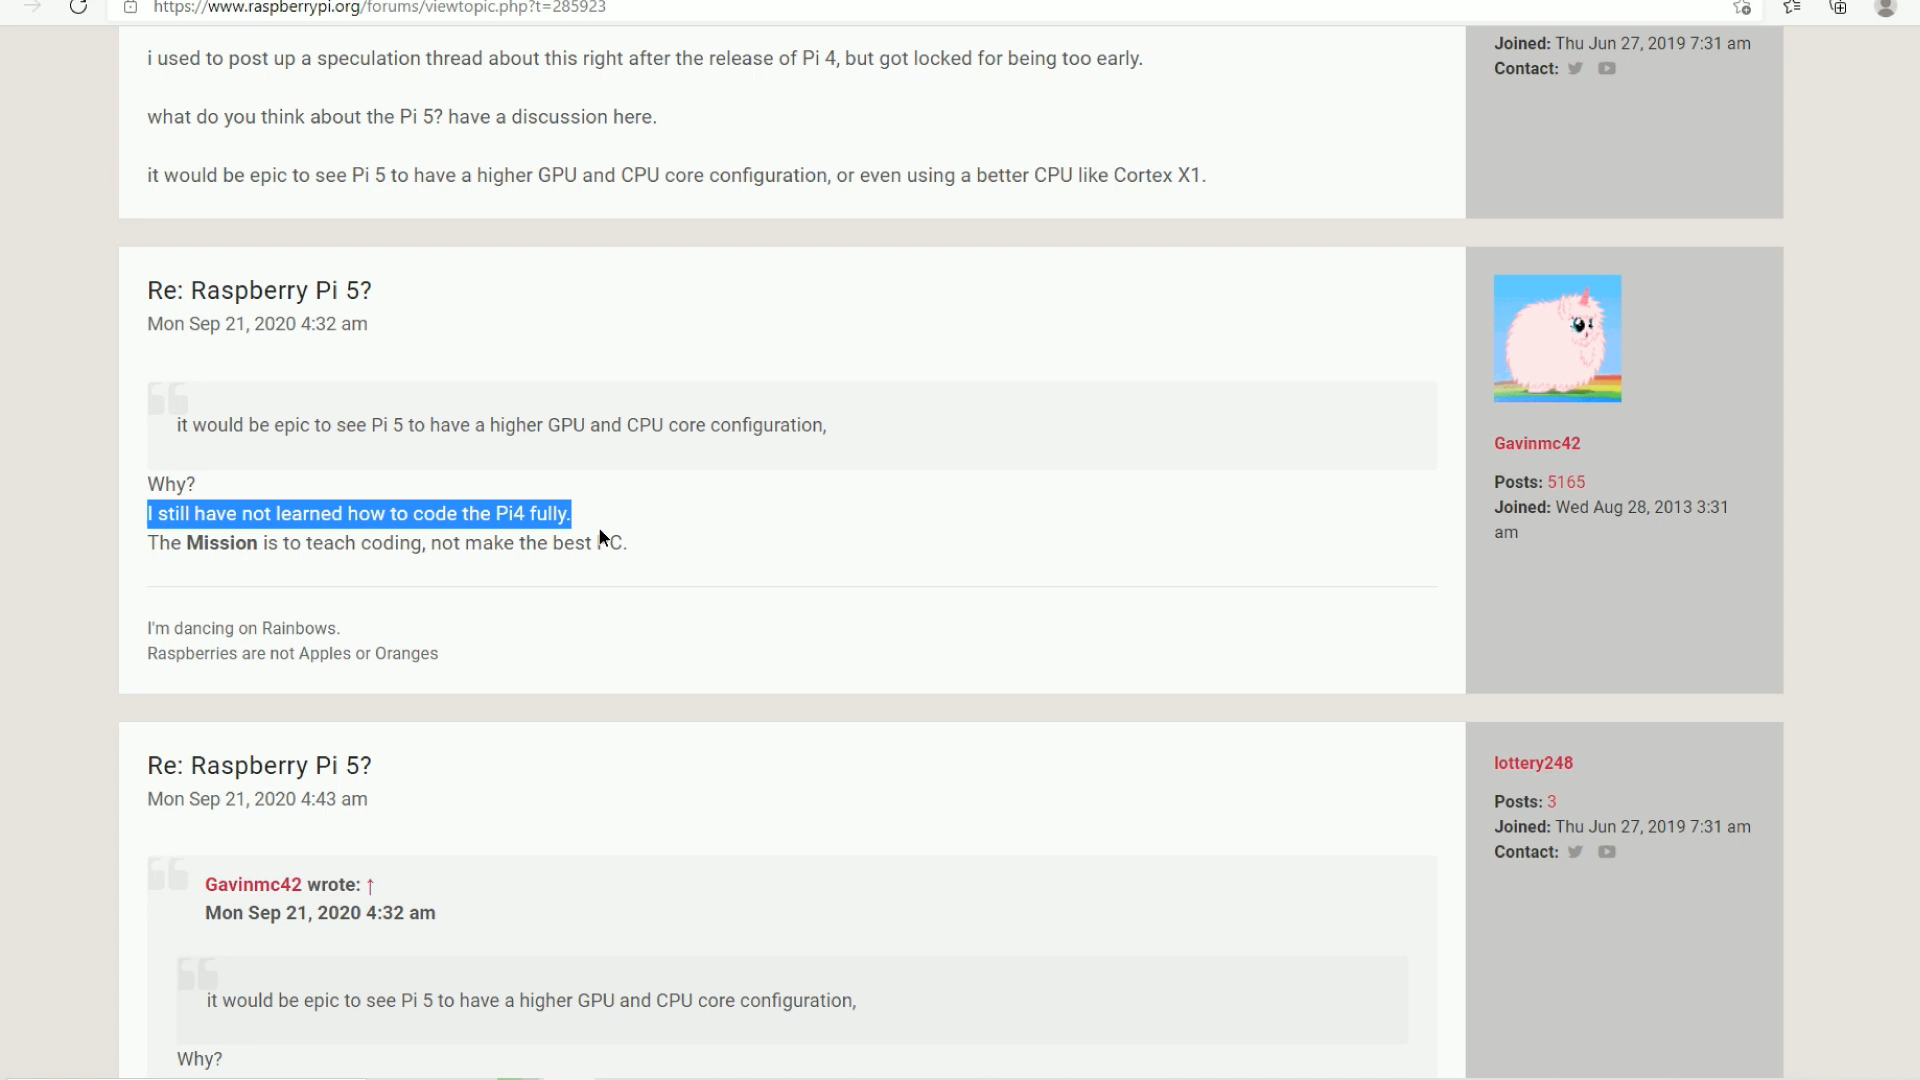 https://www.raspberrypi.org/forums/viewtopic.php?t=285923
i used to post up a speculation thread about this right after the release of Pi 4, but got locked for being too early.
what do you think about the Pi 5? have a discussion here.
it would be epic to see Pi 5 to have a higher GPU and CPU core configuration, or even using a better CPU like Cortex X1.
Joined: Thu Jun 27, 2019 7:31 am
Contact:
Re: Raspberry Pi 5?
Mon Sep 21, 2020 4:32 am
it would be epic to see Pi 5 to have a higher GPU and CPU core configuration,
Why?
I still have not learned how to code the Pi4 fully.
The Mission is to teach coding, not make the best PC.
I'm dancing on Rainbows.
Raspberries are not Apples or Oranges
Gavinmc42
Posts: 5165
Joined: Wed Aug 28, 2013 3:31
am
Re: Raspberry Pi 5?
Mon Sep 21, 2020 4:43 am
Gavinmc42 wrote: ↑
Mon Sep 21, 2020 4:32 am
it would be epic to see Pi 5 to have a higher GPU and CPU core configuration,
Why?
lottery248
Posts: 3
Joined: Thu Jun 27, 2019 7:31 am
Contact: